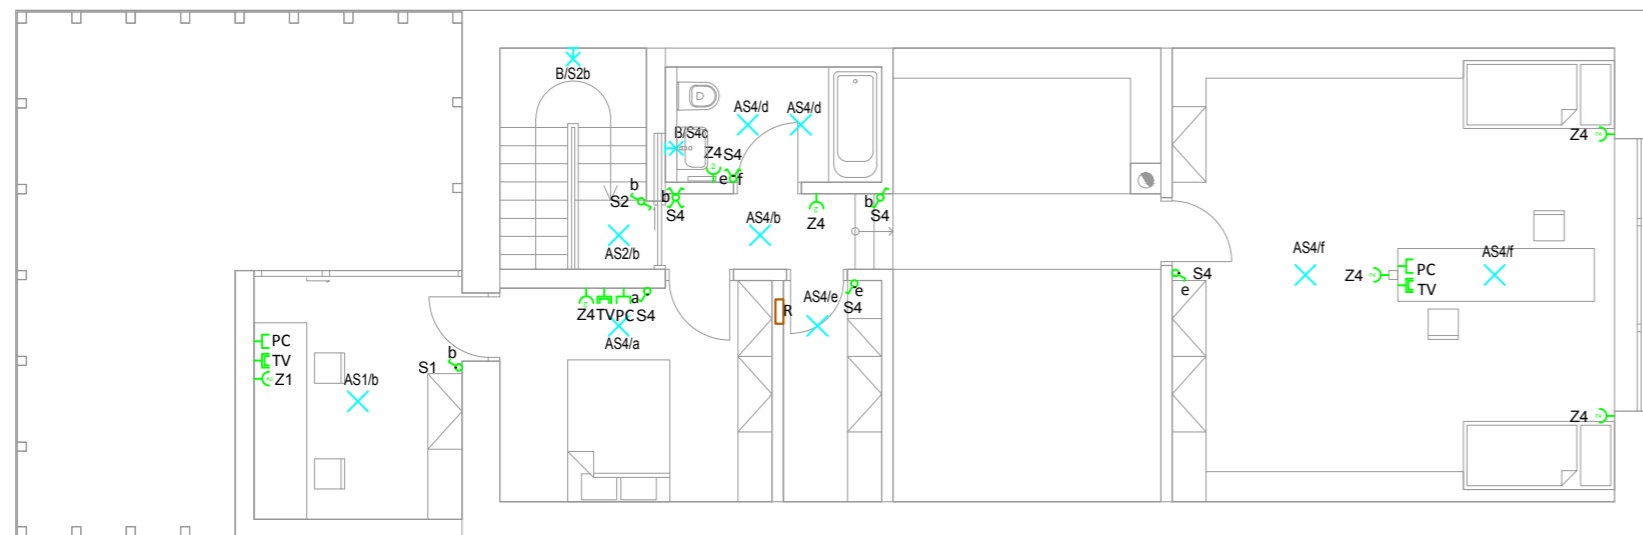 B/S2b
AS4/d
AS4/d
B/S4c
Z4
S4
e
f
Z4
b
S2
b
S4
AS4/b
Z4
b
S4
AS2/b
AS4/f
AS4/f
Z4
PC
TV
S4
e
AS4/e
e
S4
R
a
Z4
TV
PC
S4
AS4/a
PC
TV
Z1
b
S1
AS1/b
Z4
D